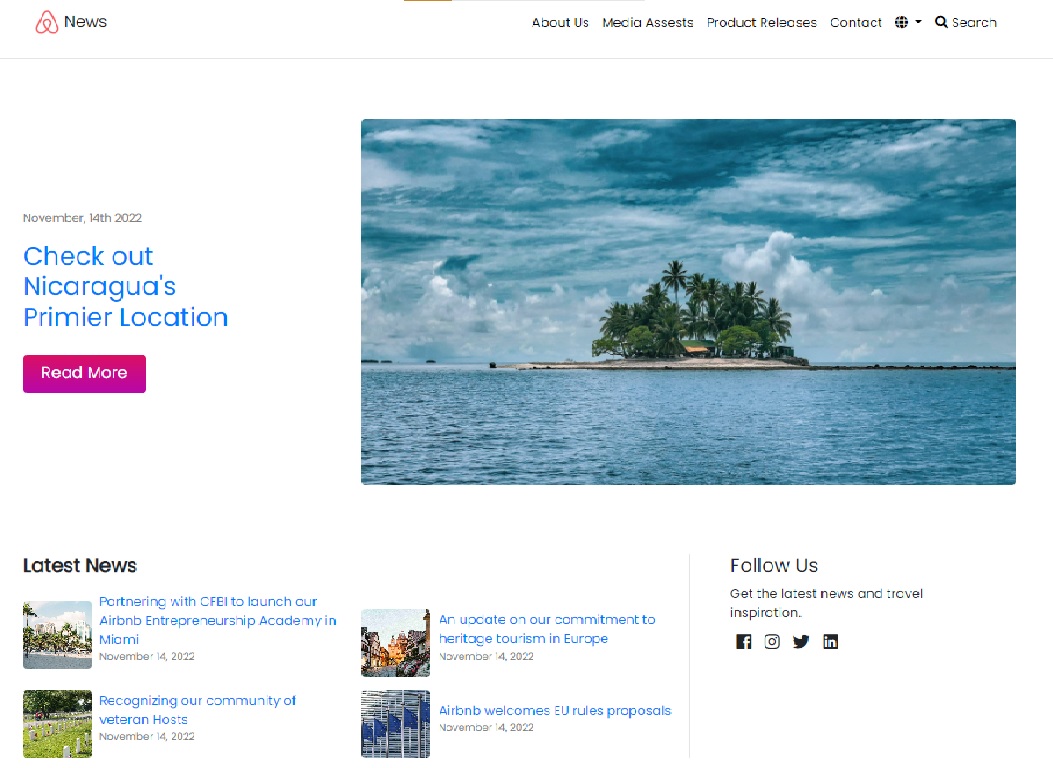 News
About Us Media Assests Product Releases Contact Search
November, 14th 2022
Check out
Nicaragua's
Primier Location
Read More
Latest News
Partnering with CFBI to launch our
Airbnb Entrepreneurship Academy in
Miami
November 14, 2022
An update on our commitment to
heritage tourism in Europe
November 14, 2022
Recognizing our community of
veteran Hosts
November 14, 2022
Airbnb welcomes EU rules proposals
November 14, 2022
Follow Us
Get the latest news and travel
inspiration.